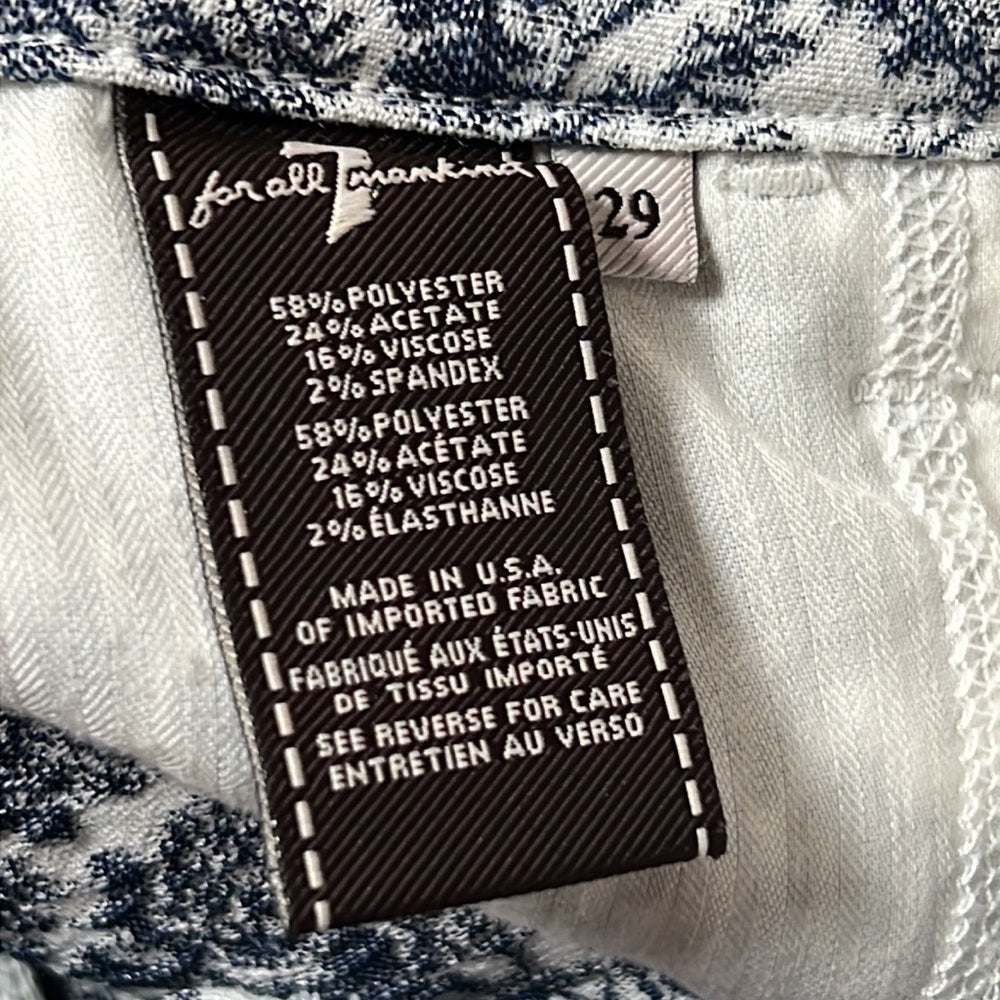 for all 7 mankind
29
58% POLYESTER
24% ACETATE
16% VISCOSE
2% SPANDEX
58% POLYESTER
24% ACÉTATE
16% VISCOSE
2% ÉLASTHANNE
MADE IN U.S.A.
OF IMPORTED FABRIC
FABRIQUÉ AUX ÉTATS-UNIS
DE TISSU IMPORTÉ
SEE REVERSE FOR CARE
ENTRETIEN AU VERSO